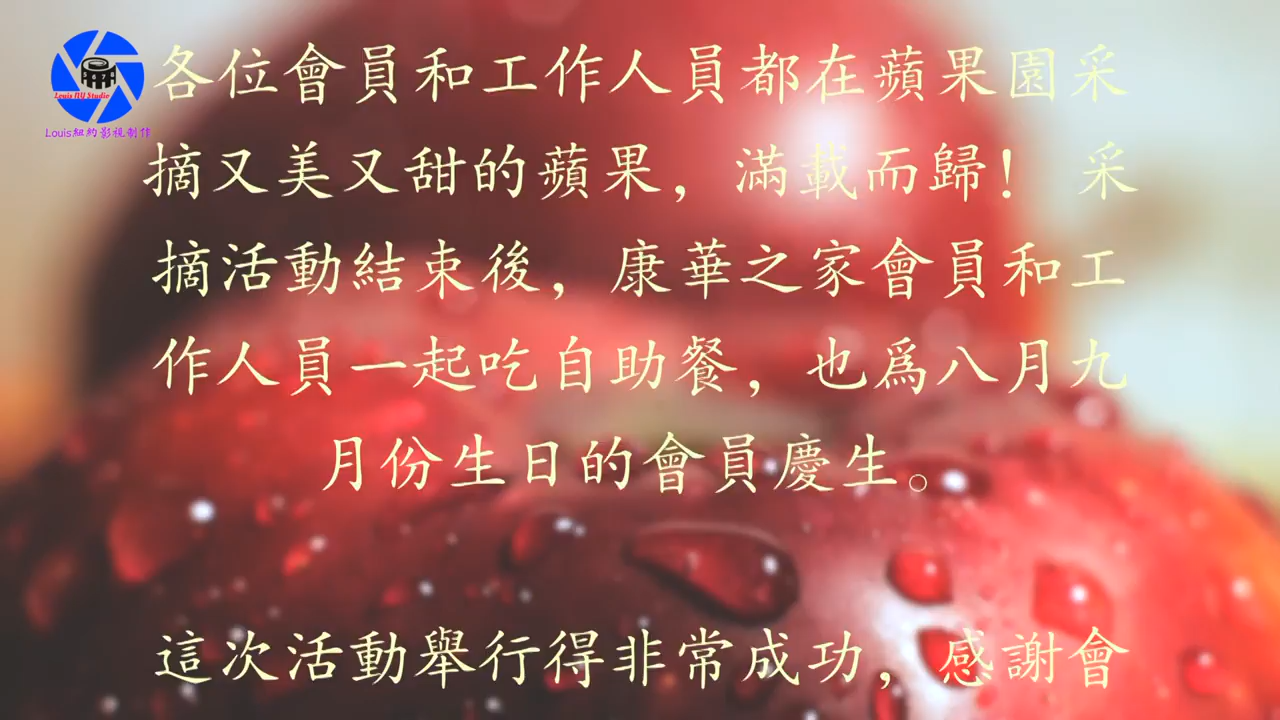 Louis NY Studio
Louis紐約影視制作
各位會員和工作人員都在蘋果園采
摘又美又甜的蘋果，滿載而歸！ 采
摘活動結束後，康華之家會員和工
作人員一起吃自助餐，也爲八月九
月份生日的會員慶生。
這次活動舉行得非常成功，感謝會